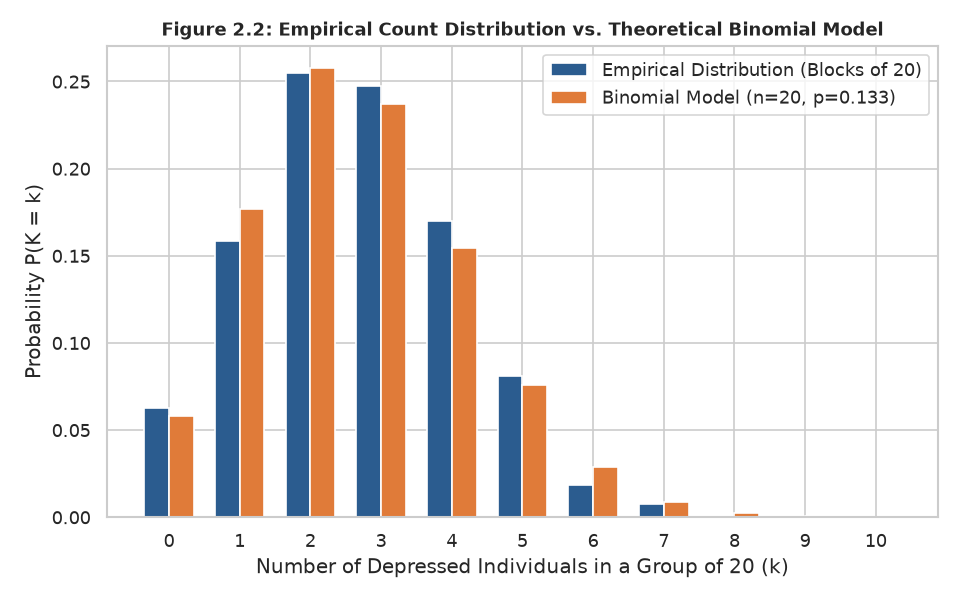 Figure 2.2: Empirical Count Distribution vs. Theoretical Binomial Model
Empirical Distribution (Blocks of 20)
Binomial Model (n=20, p=0.133)
Probability P(K = k)
0.25
0.20
0.15
0.10
0.05
0.00
0 1 2 3 4 5 6 7 8 9 10
Number of Depressed Individuals in a Group of 20 (k)